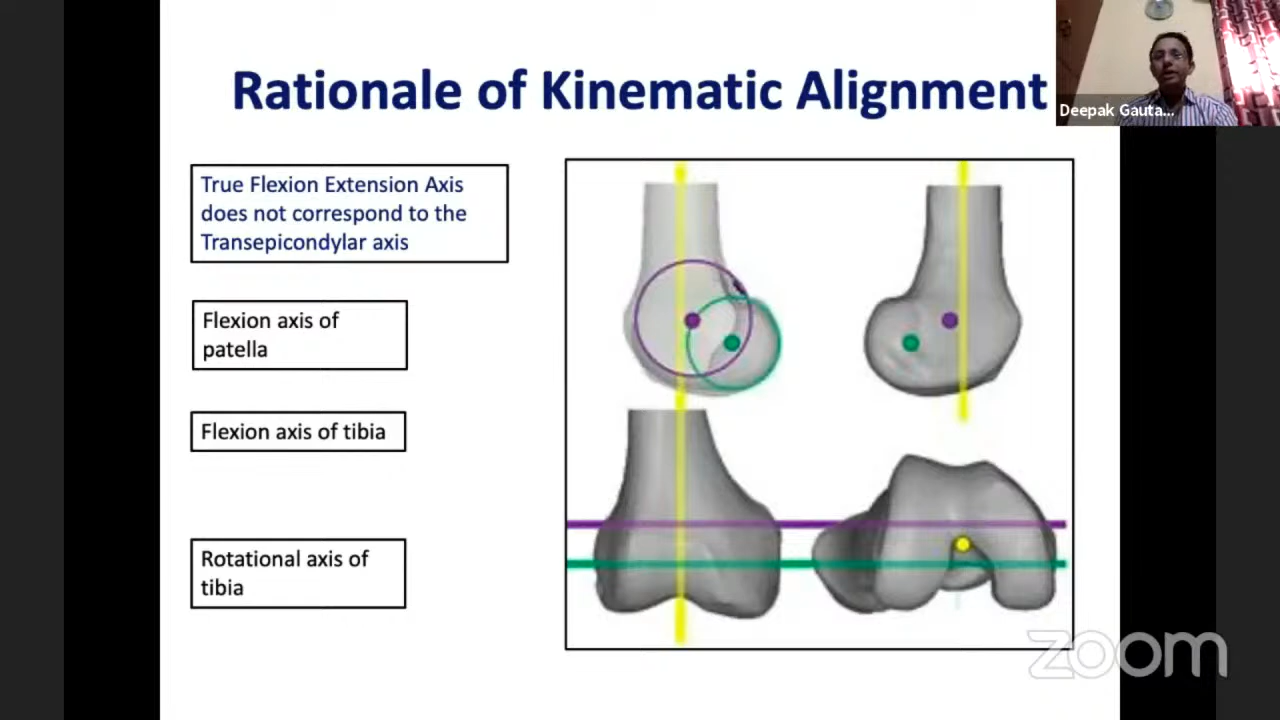 Rationale of Kinematic Alignment
Deepak Gauta...
True Flexion Extension Axis
does not correspond to the
Transepicondylar axis
Flexion axis of
patella
Flexion axis of tibia
Rotational axis of
tibia
zoom